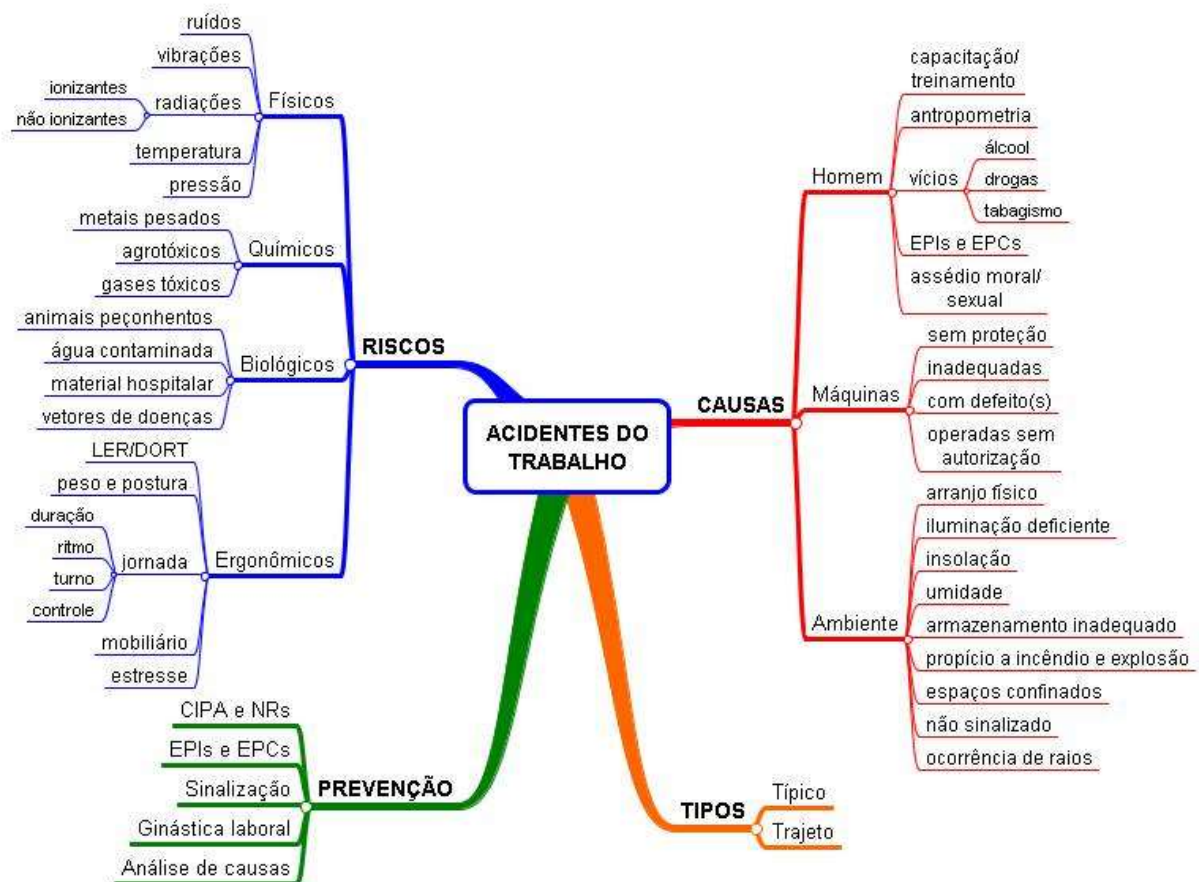 ACIDENTES DO
TRABALHO
RISCOS
Físicos
ruídos
vibrações
radiações
ionizantes
não ionizantes
temperatura
pressão
Químicos
metais pesados
agrotóxicos
gases tóxicos
Biológicos
animais peçonhentos
água contaminada
material hospitalar
vetores de doenças
Ergonômicos
LER/DORT
peso e postura
jornada
duração
ritmo
turno
controle
mobiliário
estresse
PREVENÇÃO
CIPA e NRs
EPIs e EPCs
Sinalização
Ginástica laboral
Análise de causas
CAUSAS
Homem
capacitação/
treinamento
antropometria
vícios
álcool
drogas
tabagismo
EPIs e EPCs
assédio moral/
sexual
Máquinas
sem proteção
inadequadas
com defeito(s)
operadas sem
autorização
Ambiente
arranjo físico
iluminação deficiente
insolação
umidade
armazenamento inadequado
propício a incêndio e explosão
espaços confinados
não sinalizado
ocorrência de raios
TIPOS
Típico
Trajeto